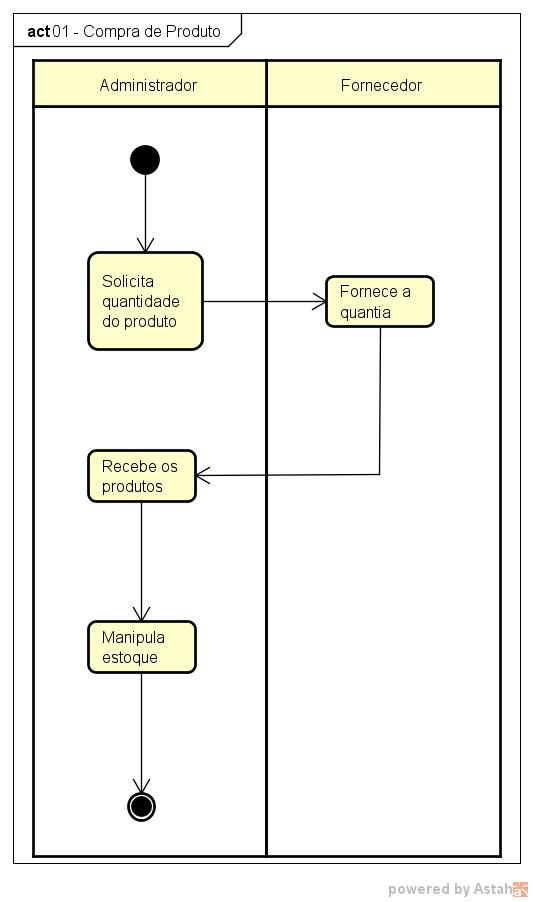 act 01 - Compra de Produto
Administrador
Fornecedor
Solicita
quantidade
do produto
Fornece a
quantia
Recebe os
produtos
Manipula
estoque
powered by Astah